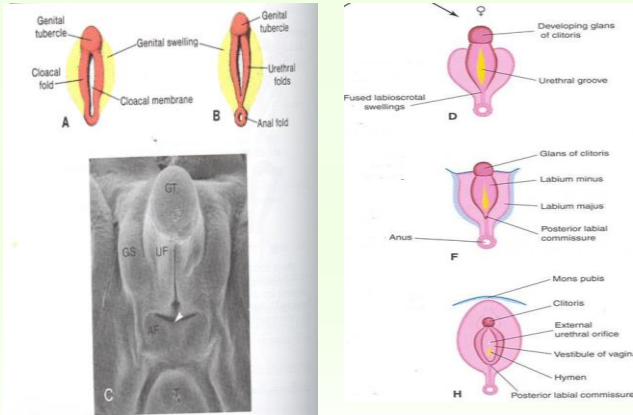 Genital
tubercle
Genital swelling
Genital
tubercle
Cloacal
fold
Urethral
folds
Cloacal membrane
Anal fold
A
B
GT
GS
UF
AF
T
C
♀
Developing glans
of clitoris
Urethral groove
Fused labioscrotal
swellings
D
Glans of clitoris
Labium minus
Labium majus
Posterior labial
commissure
Anus
F
Mons pubis
Clitoris
External
urethral orifice
Vestibule of vagina
Hymen
Posterior labial commissure
H